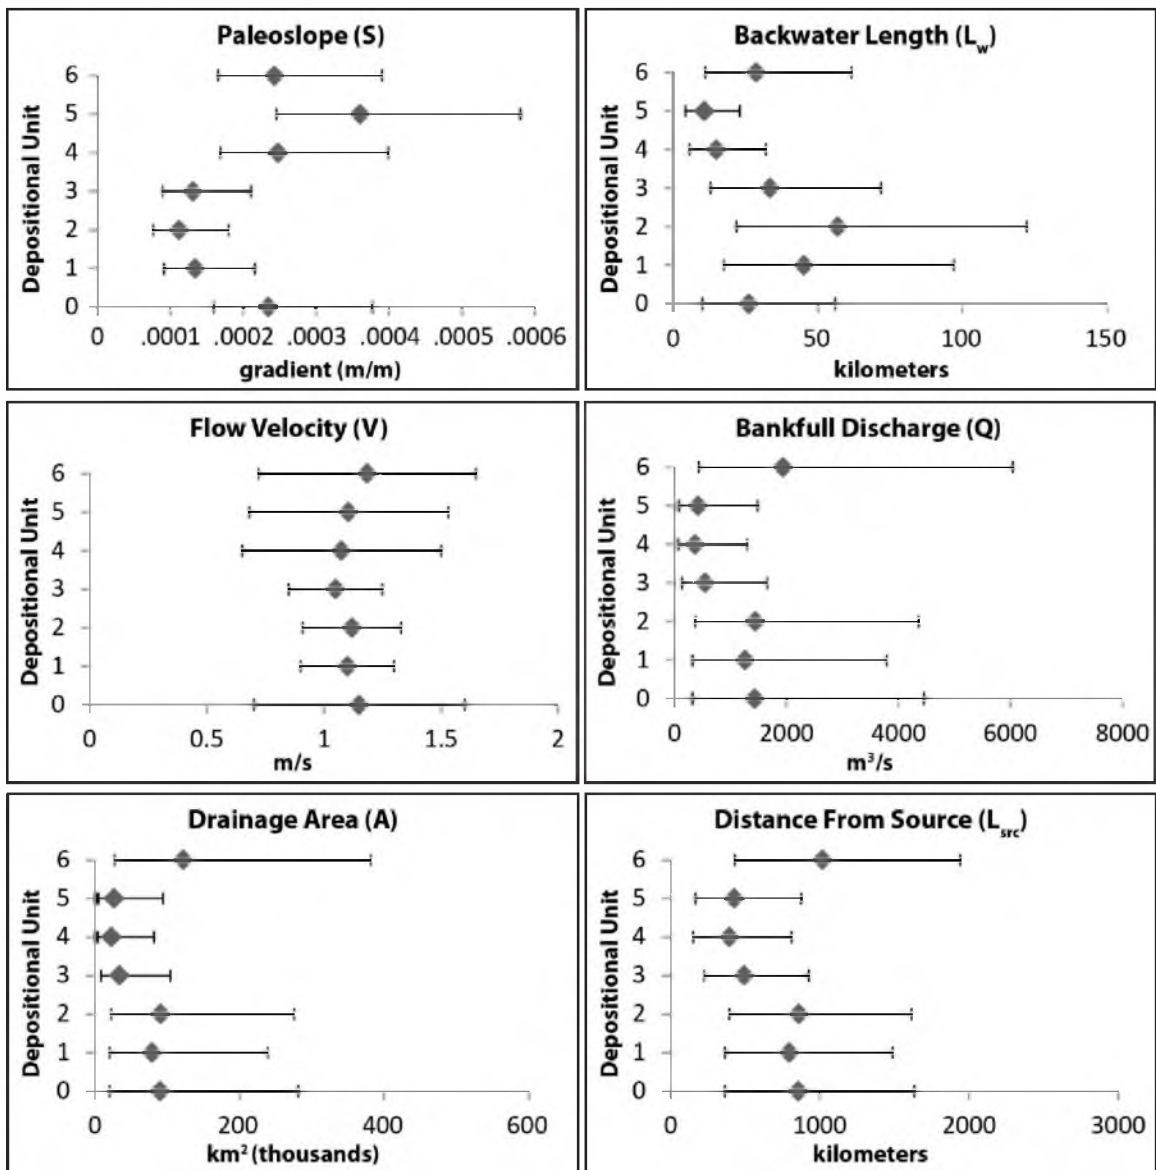 Paleoslope (S)
Depositional Unit
6
5
4
3
2
1
0
0 .0001 .0002 .0003 .0004 .0005 .0006
gradient (m/m)
Backwater Length (Lw)
Depositional Unit
6
5
4
3
2
1
0
0 50 100 150
kilometers
Flow Velocity (V)
Depositional Unit
6
5
4
3
2
1
0
0 0.5 1 1.5 2
m/s
Bankfull Discharge (Q)
Depositional Unit
6
5
4
3
2
1
0
0 2000 4000 6000 8000
m³/s
Drainage Area (A)
Depositional Unit
6
5
4
3
2
1
0
0 200 400 600
km² (thousands)
Distance From Source (Lsrc)
Depositional Unit
6
5
4
3
2
1
0
0 1000 2000 3000
kilometers